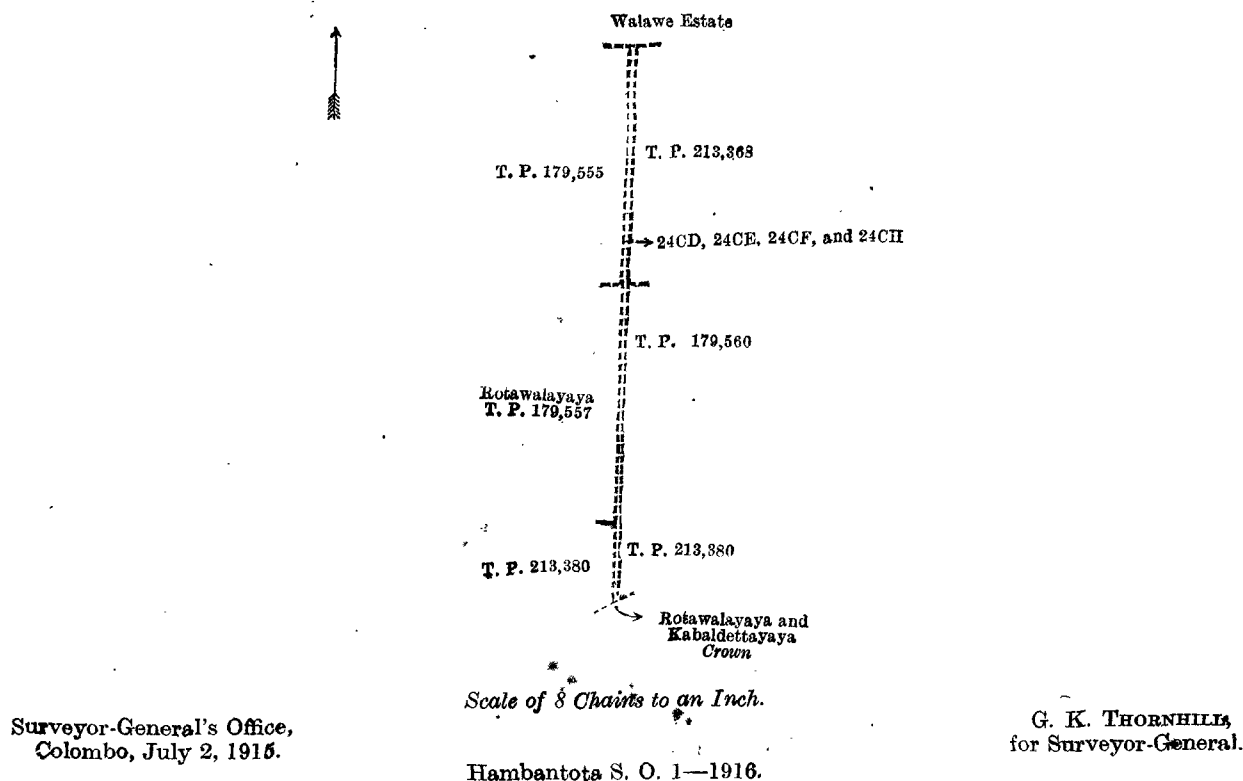 Walawe Estate
T. P. 213,368
T. P. 179,555
24CD, 24CE, 24CF, and 24CH
T. P. 179,560
Rotawalayaya
T. P. 179,557
T. P. 213,380
T. P. 213,380
Rotawalayaya and
Kabaldettayaya
Crown
Scale of 8 Chains to an Inch.
Surveyor-General's Office,
Colombo, July 2, 1915.
G. K. THORNHILL,
for Surveyor-General.
Hambantota S. O. 1—1916.